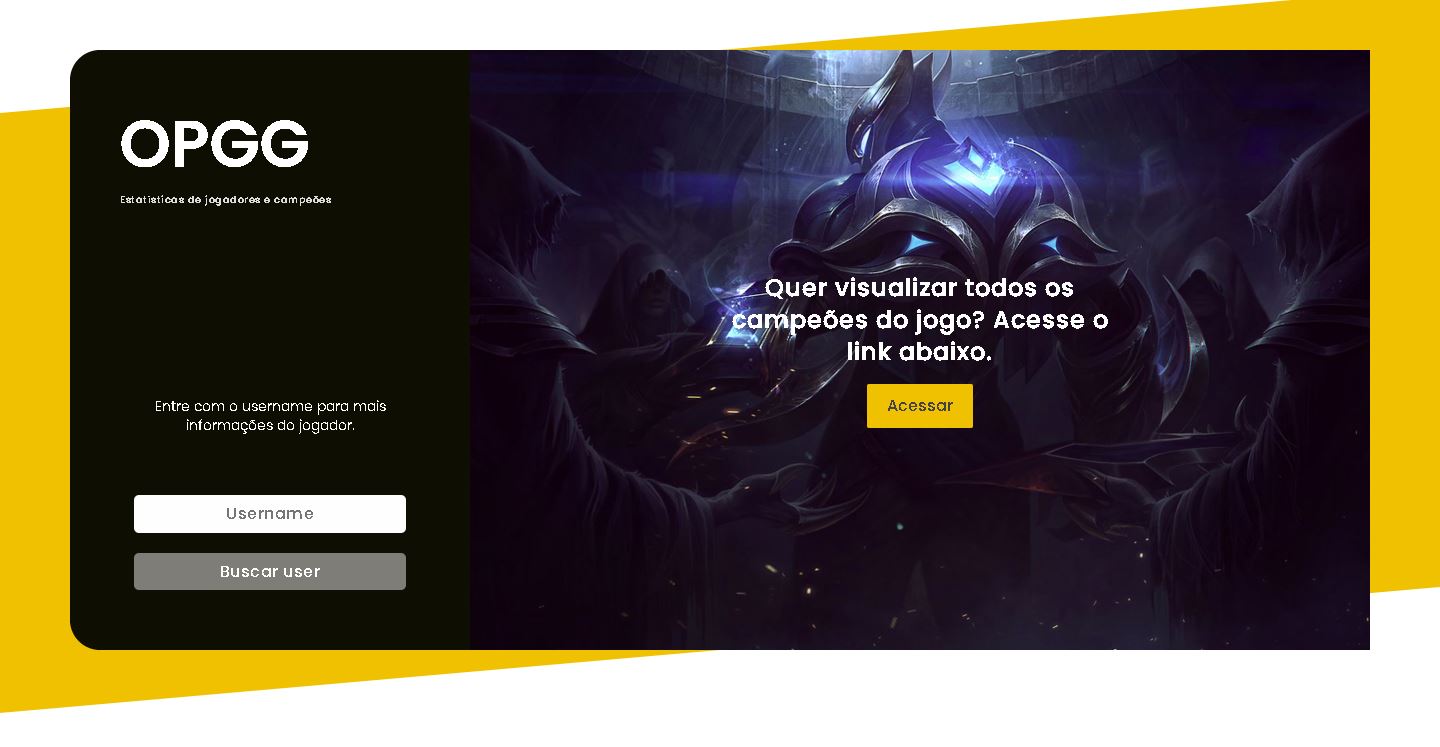 OPGG
Estatísticas de jogadores e campeões
Entre com o username para mais
informações do jogador.
Username
Buscar user
Quer visualizar todos os
campeões do jogo? Acesse o
link abaixo.
Acessar